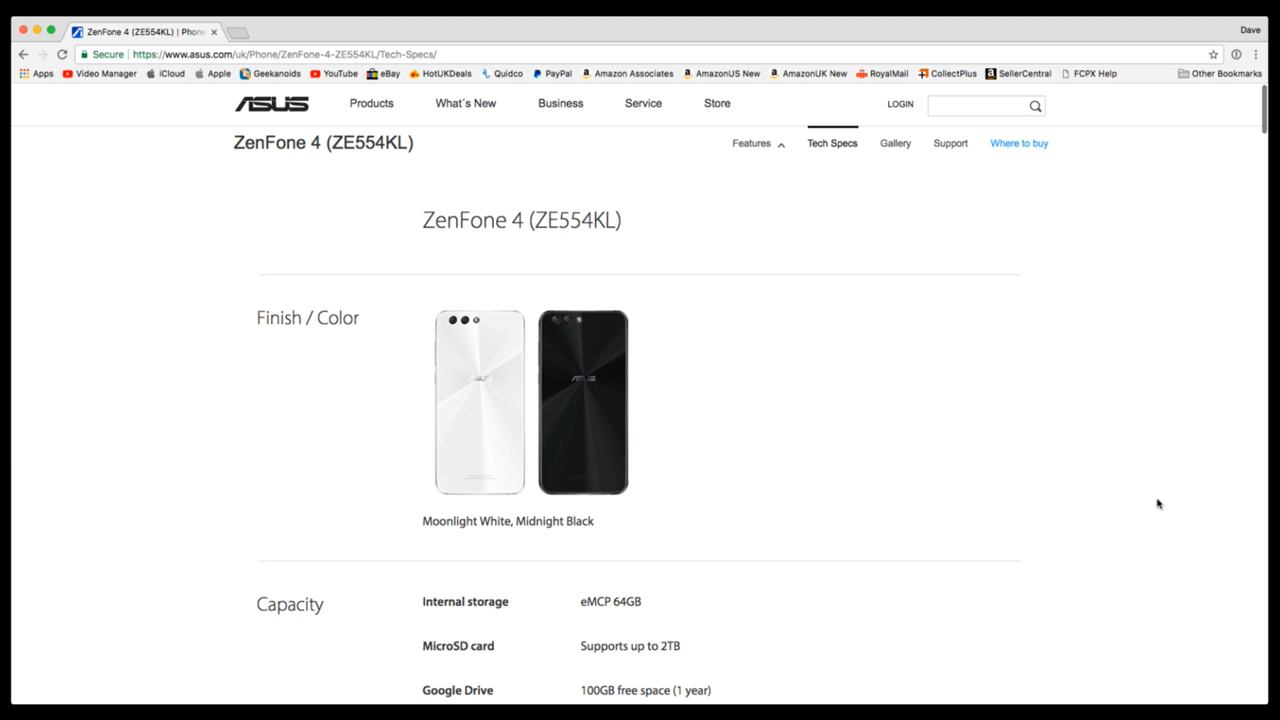 ZenFone 4 (ZE554KL) | Phone
Dave
Secure https://www.asus.com/uk/Phone/ZenFone-4-ZE554KL/Tech-Specs/
Apps Video Manager iCloud Apple Geekanoids YouTube eBay HotUKDeals Quidco PayPal Amazon Associates AmazonUS New AmazonUK New RoyalMail CollectPlus SellerCentral FCPX Help Other Bookmarks
ASUS Products What´s New Business Service Store LOGIN
ZenFone 4 (ZE554KL) Features Tech Specs Gallery Support Where to buy
ZenFone 4 (ZE554KL)
Finish / Color
ASUS ASUS
Moonlight White, Midnight Black
Capacity Internal storage eMCP 64GB
MicroSD card Supports up to 2TB
Google Drive 100GB free space (1 year)